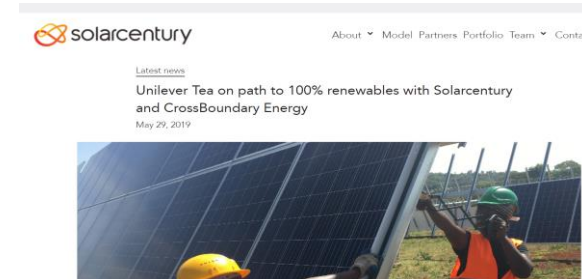 solarcentury
About Model Partners Portfolio Team Conta
Latest news
Unilever Tea on path to 100% renewables with Solarcentury
and CrossBoundary Energy
May 29, 2019